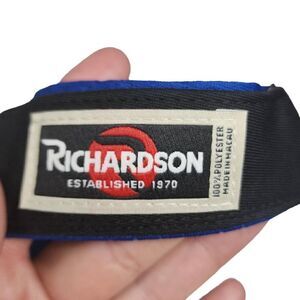 RICHARDSON
ESTABLISHED 1970
100% POLYESTER
MADE IN MACAU